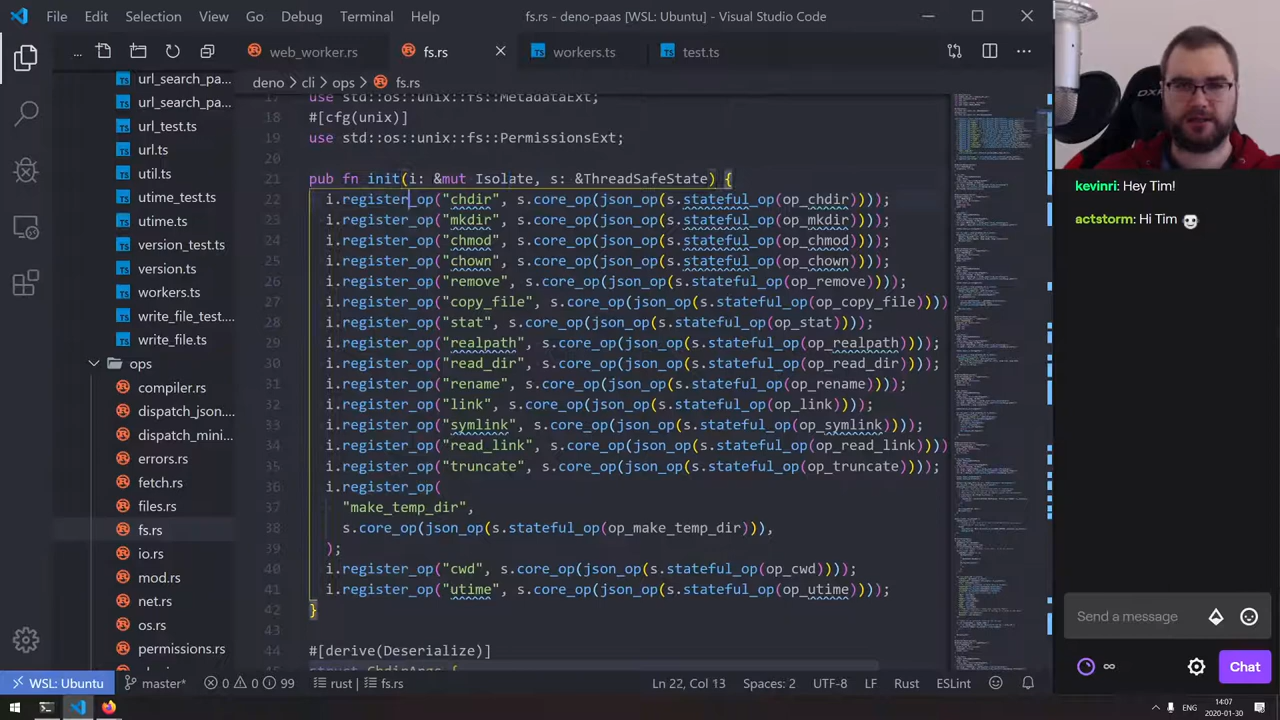 File Edit Selection View Go Debug Terminal Help
fs.rs - deno-paas [WSL: Ubuntu] - Visual Studio Code
... web_worker.rs fs.rs workers.ts test.ts
deno > cli > ops > fs.rs
url_search_pa...
url_search_pa...
url_test.ts
url.ts
util.ts
utime_test.ts
utime.ts
version_test.ts
version.ts
workers.ts
write_file_test....
write_file.ts
ops
compiler.rs
dispatch_json....
dispatch_mini...
errors.rs
fetch.rs
files.rs
fs.rs
io.rs
mod.rs
net.rs
os.rs
permissions.rs
use std::os::unix::fs::MetadataExt;
#[cfg(unix)]
std::os::unix::fs::PermissionsExt;
pub fn init(i: &mut Isolate, s: &ThreadSafeState) {
i.register_op("chdir", s.core_op(json_op(s.stateful_op(op_chdir))));
i.register_op("mkdir", s.core_op(json_op(s.stateful_op(op_mkdir))));
i.register_op("chmod", s.core_op(json_op(s.stateful_op(op_chmod))));
i.register_op("chown", s.core_op(json_op(s.stateful_op(op_chown))));
i.register_op("remove", s.core_op(json_op(s.stateful_op(op_remove))));
i.register_op("copy_file", s.core_op(json_op(s.stateful_op(op_copy_file))))
i.register_op("stat", s.core_op(json_op(s.stateful_op(op_stat))));
i.register_op("realpath", s.core_op(json_op(s.stateful_op(op_realpath))));
i.register_op("read_dir", s.core_op(json_op(s.stateful_op(op_read_dir))));
i.register_op("rename", s.core_op(json_op(s.stateful_op(op_rename))));
i.register_op("link", s.core_op(json_op(s.stateful_op(op_link))));
i.register_op("symlink", s.core_op(json_op(s.stateful_op(op_symlink))));
i.register_op("read_link", s.core_op(json_op(s.stateful_op(op_read_link))))
i.register_op("truncate", s.core_op(json_op(s.stateful_op(op_truncate))));
i.register_op(
"make_temp_dir",
s.core_op(json_op(s.stateful_op(op_make_temp_dir))),
);
i.register_op("cwd", s.core_op(json_op(s.stateful_op(op_cwd))));
i.register_op("utime", s.core_op(json_op(s.stateful_op(op_utime))));
}
#[derive(Deserialize)]
struct ChdirArgs {
WSL: Ubuntu master 0 0 rust fs.rs Ln 22, Col 13 Spaces: 2 UTF-8 LF Rust ESLint
kevinri: Hey Tim!
actstorm: Hi Tim
Send a message
∞ Chat
ENG 14:07
2020-01-30